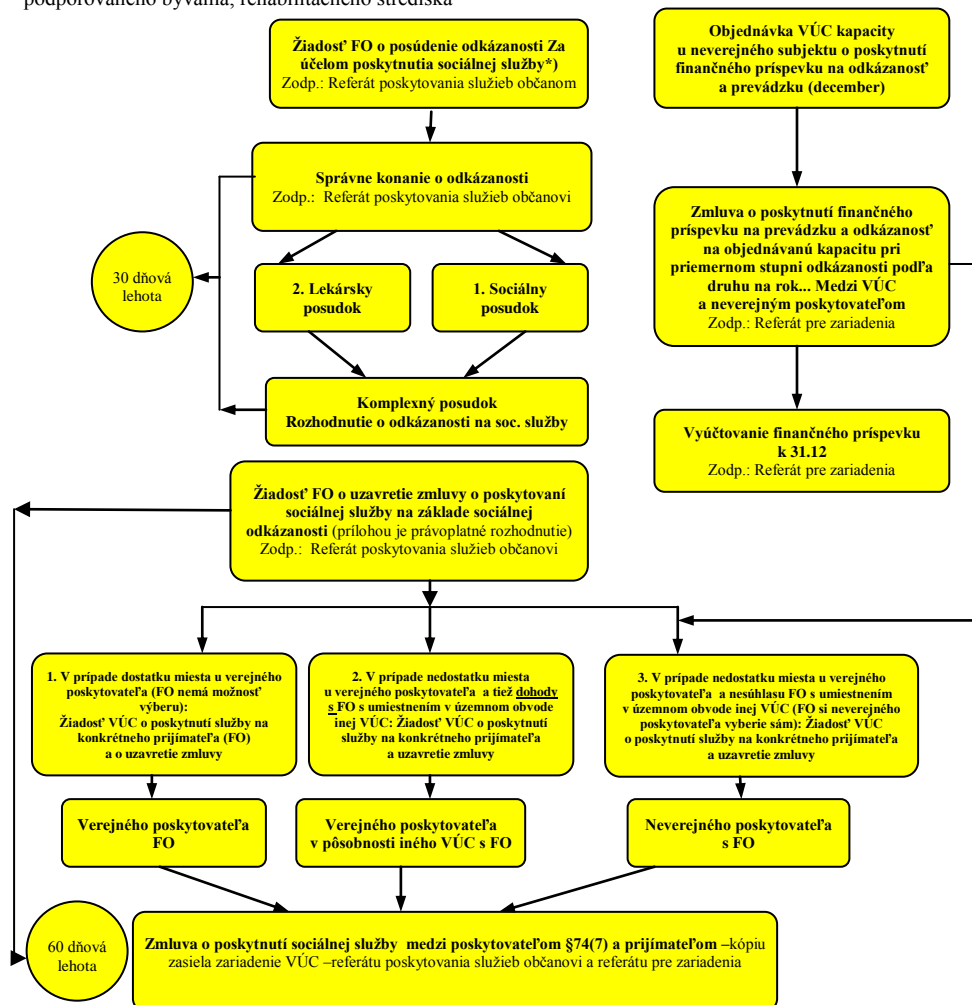 podporovaného bývania, rehabilitačného strediska
Žiadosť FO o posúdenie odkázanosti Za
účelom poskytnutia sociálnej služby*)
Zodp.: Referát poskytovania služieb občanom
Objednávka VÚC kapacity
u neverejného subjektu o poskytnutí
finančného príspevku na odkázanosť
a prevádzku (december)
Správne konanie o odkázanosti
Zodp.: Referát poskytovania služieb občanovi
30 dňová
lehota
2. Lekársky
posudok
1. Sociálny
posudok
Zmluva o poskytnutí finančného
príspevku na prevádzku a odkázanosť
na objednávanú kapacitu pri
priemernom stupni odkázanosti podľa
druhu na rok... Medzi VÚC
a neverejným poskytovateľom
Zodp.: Referát pre zariadenia
Komplexný posudok
Rozhodnutie o odkázanosti na soc. služby
Vyúčtovanie finančného príspevku
k 31.12
Zodp.: Referát pre zariadenia
Žiadosť FO o uzavretie zmluvy o poskytovaní
sociálnej služby na základe sociálnej
odkázanosti (prílohou je právoplatné rozhodnutie)
Zodp.: Referát poskytovania služieb občanovi
1. V prípade dostatku miesta u verejného
poskytovateľa (FO nemá možnosť
výberu):
Žiadosť VÚC o poskytnutí služby na
konkrétneho prijímateľa (FO)
a o uzavretie zmluvy
2. V prípade nedostatku miesta
u verejného poskytovateľa a tiež dohody
s FO s umiestnením v územnom obvode
inej VÚC: Žiadosť VÚC o poskytnutí
služby na konkrétneho prijímateľa
a uzavretie zmluvy
3. V prípade nedostatku miesta u verejného
poskytovateľa a nesúhlasu FO s umiestnením
v územnom obvode inej VÚC (FO si neverejného
poskytovateľa vyberie sám): Žiadosť VÚC
o poskytnutí služby na konkrétneho prijímateľa
a uzavretie zmluvy
Verejného poskytovateľa
FO
Verejného poskytovateľa
v pôsobnosti iného VÚC s FO
Neverejného poskytovateľa
s FO
60 dňová
lehota
Zmluva o poskytnutí sociálnej služby medzi poskytovateľom §74(7) a prijímateľom –kópiu
zasiela zariadenie VÚC –referátu poskytovania služieb občanovi a referátu pre zariadenia